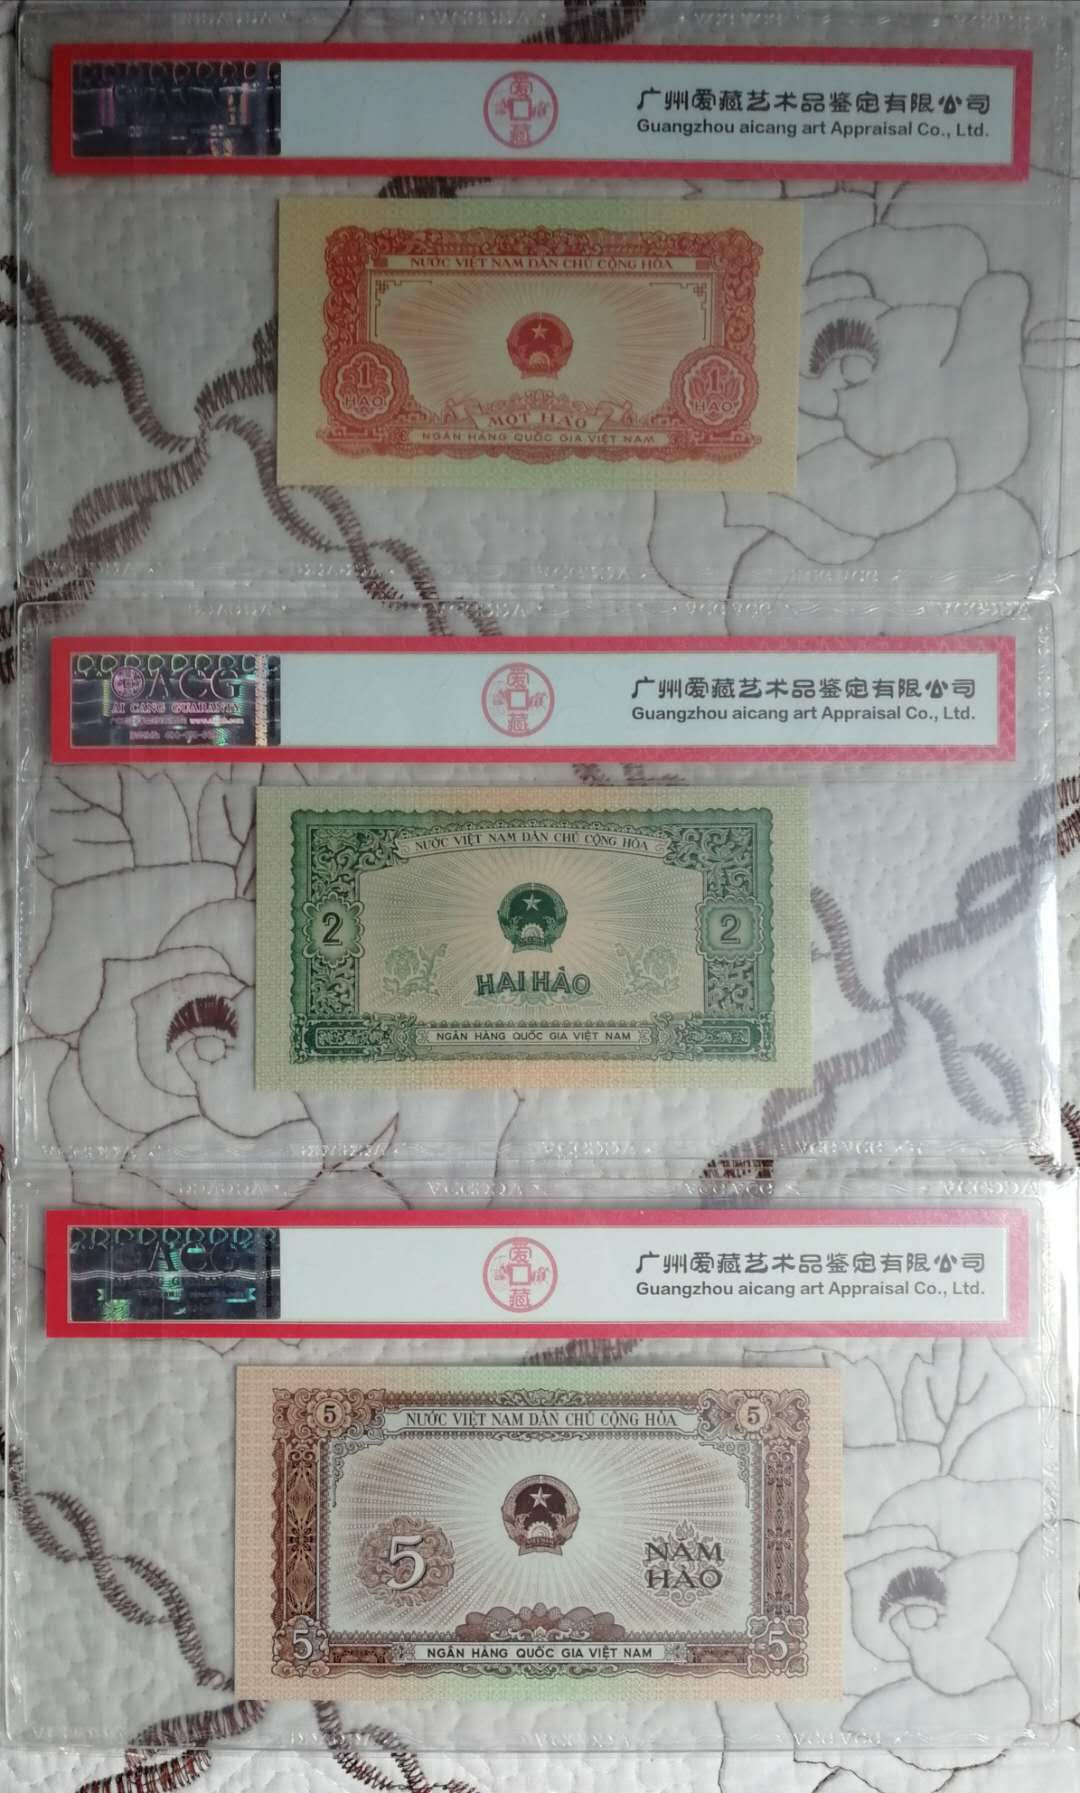 爱
藏
广州爱藏艺术品鉴定有限公司
Guangzhou aicang art Appraisal Co., Ltd.
NƯỚC VIỆT NAM DÂN CHỦ CỘNG HÒA
1
HÀO
1
HÀO
MỘT HÀO
NGÂN HÀNG QUỐC GIA VIỆT NAM
ACG
AI CANG GUARANTY
爱
藏
广州爱藏艺术品鉴定有限公司
Guangzhou aicang art Appraisal Co., Ltd.
NƯỚC VIỆT NAM DÂN CHỦ CỘNG HÒA
2
2
HAI HÀO
NGÂN HÀNG QUỐC GIA VIỆT NAM
ACG
爱
藏
广州爱藏艺术品鉴定有限公司
Guangzhou aicang art Appraisal Co., Ltd.
5
NƯỚC VIỆT NAM DÂN CHỦ CỘNG HÒA
5
5
NĂM
HÀO
5
NGÂN HÀNG QUỐC GIA VIỆT NAM
5